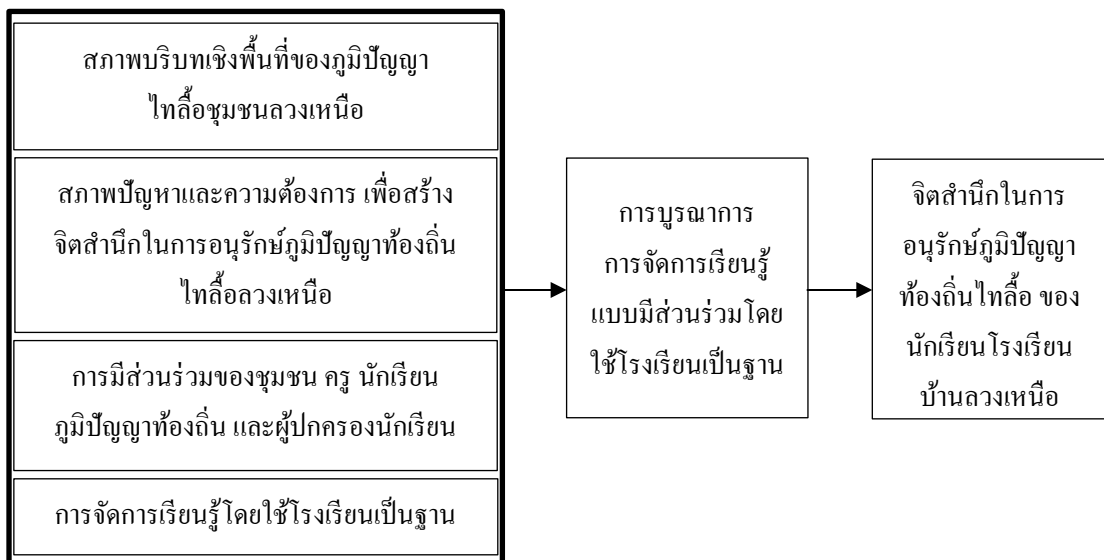 สภาพบริบทเชิงพื้นที่ของภูมิปัญญา
ไทลื้อชุมชนลวงเหนือ
สภาพปัญหาและความต้องการ เพื่อสร้าง
จิตสำนึกในการอนุรักษ์ภูมิปัญญาท้องถิ่น
ไทลื้อลวงเหนือ
การมีส่วนร่วมของชุมชน ครู นักเรียน
ภูมิปัญญาท้องถิ่น และผู้ปกครองนักเรียน
การจัดการเรียนรู้โดยใช้โรงเรียนเป็นฐาน
การบูรณาการ
การจัดการเรียนรู้
แบบมีส่วนร่วมโดย
ใช้โรงเรียนเป็นฐาน
จิตสำนึกในการ
อนุรักษ์ภูมิปัญญา
ท้องถิ่นไทลื้อ ของ
นักเรียนโรงเรียน
บ้านลวงเหนือ